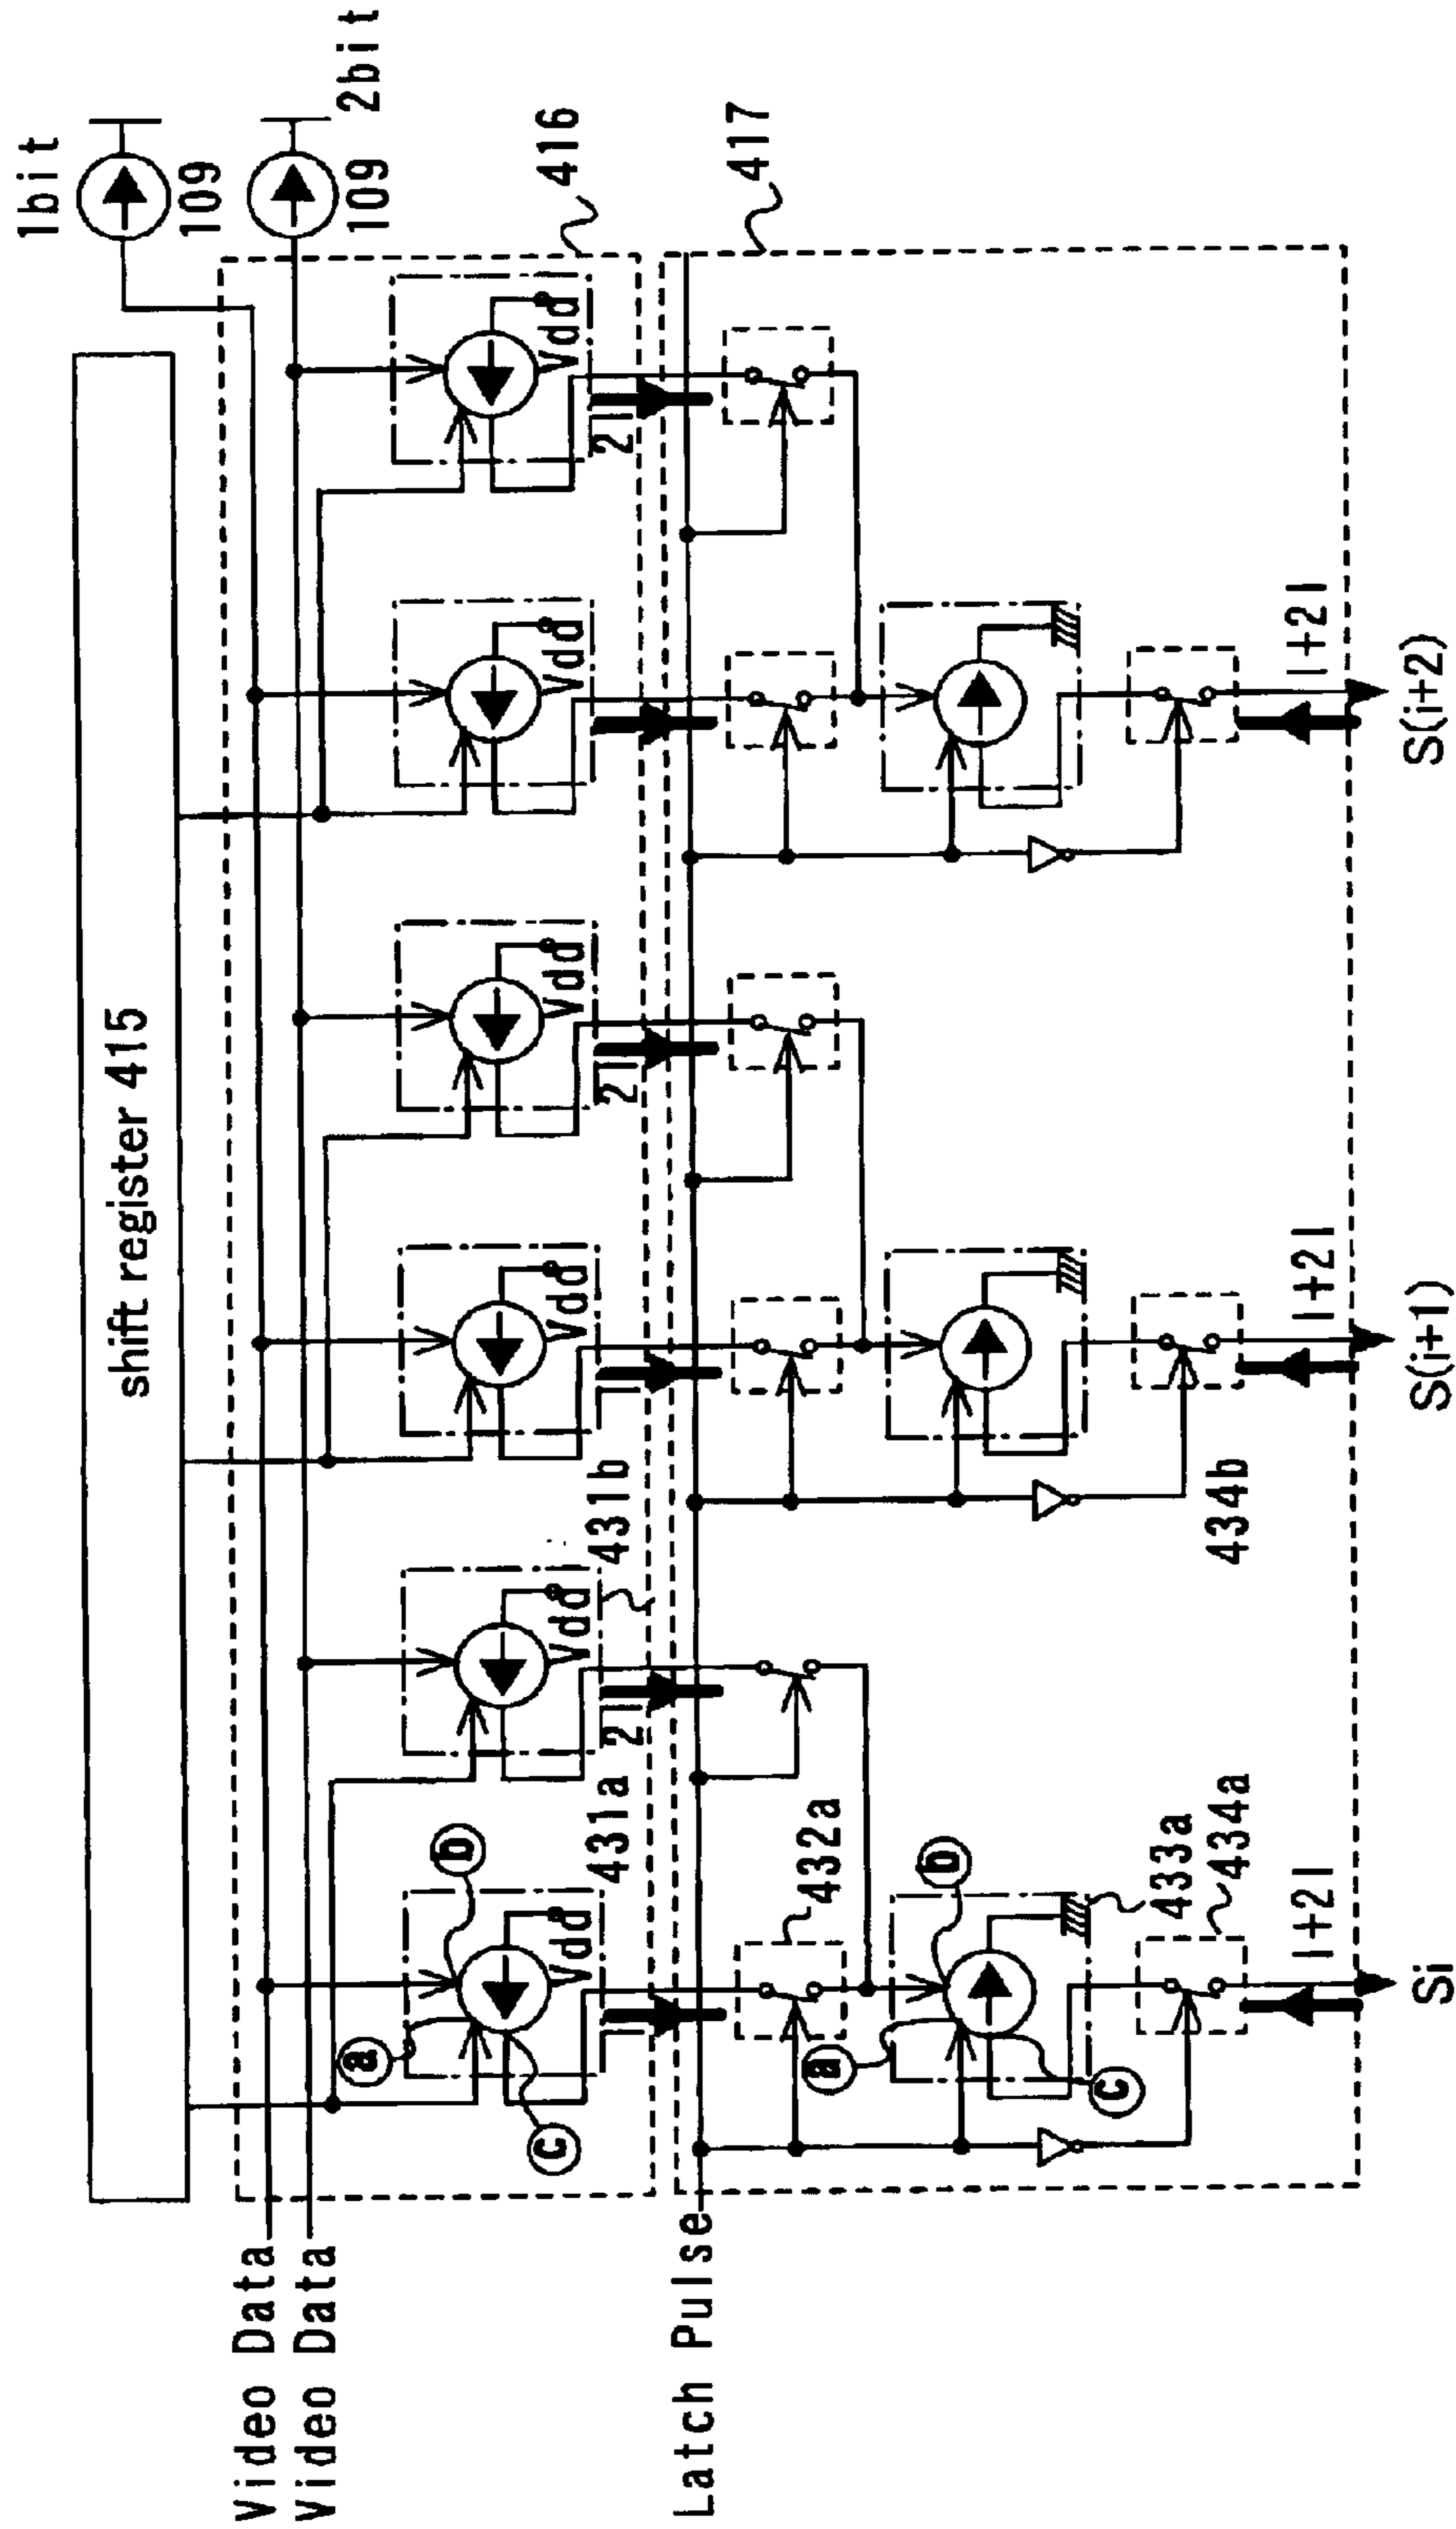 1bit
109
2bit
109
shift register 415
416
Video Data
Video Data
a
b
c
Vdd
Vdd
Vdd
Vdd
Vdd
Vdd
431a
431b
I
2I
I
2I
I
2I
417
Latch Pulse
432a
a
b
c
433a
434a
434b
I+2I
I+2I
I+2I
Si
S(i+1)
S(i+2)